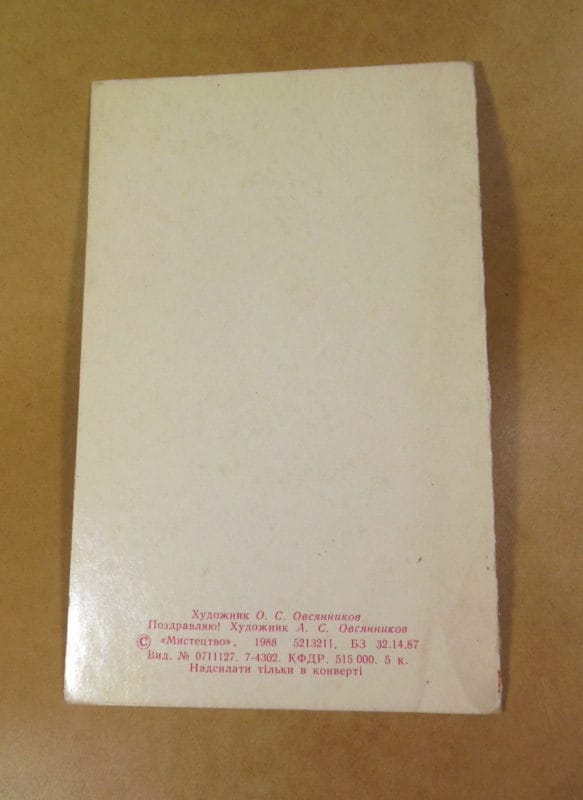 Художник О. С. Овсянников
Поздравляю! Художник А. С. Овсянников
© «Мистецтво», 1988 5213211. БЗ 32.14.87
Вид. № 0711127. 7-4302. КФДР. 515 000. 5 к.
Надсилати тільки в конверті